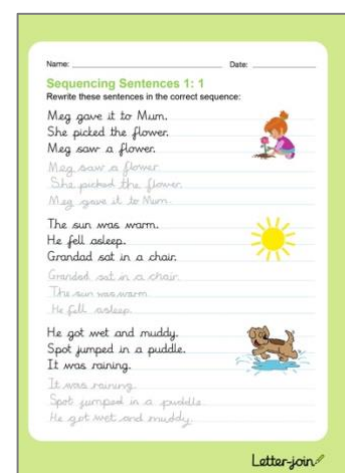 Name: Date:
Sequencing Sentences 1: 1
Rewrite these sentences in the correct sequence:
Meg gave it to Mum.
She picked the flower.
Meg saw a flower.
Meg saw a flower.
She picked the flower.
Meg gave it to Mum.
The sun was warm.
He fell asleep.
Grandad sat in a chair.
Grandad sat in a chair.
The sun was warm.
He fell asleep.
He got wet and muddy.
Spot jumped in a puddle.
It was raining.
It was raining.
Spot jumped in a puddle.
He got wet and muddy.
Letter-join